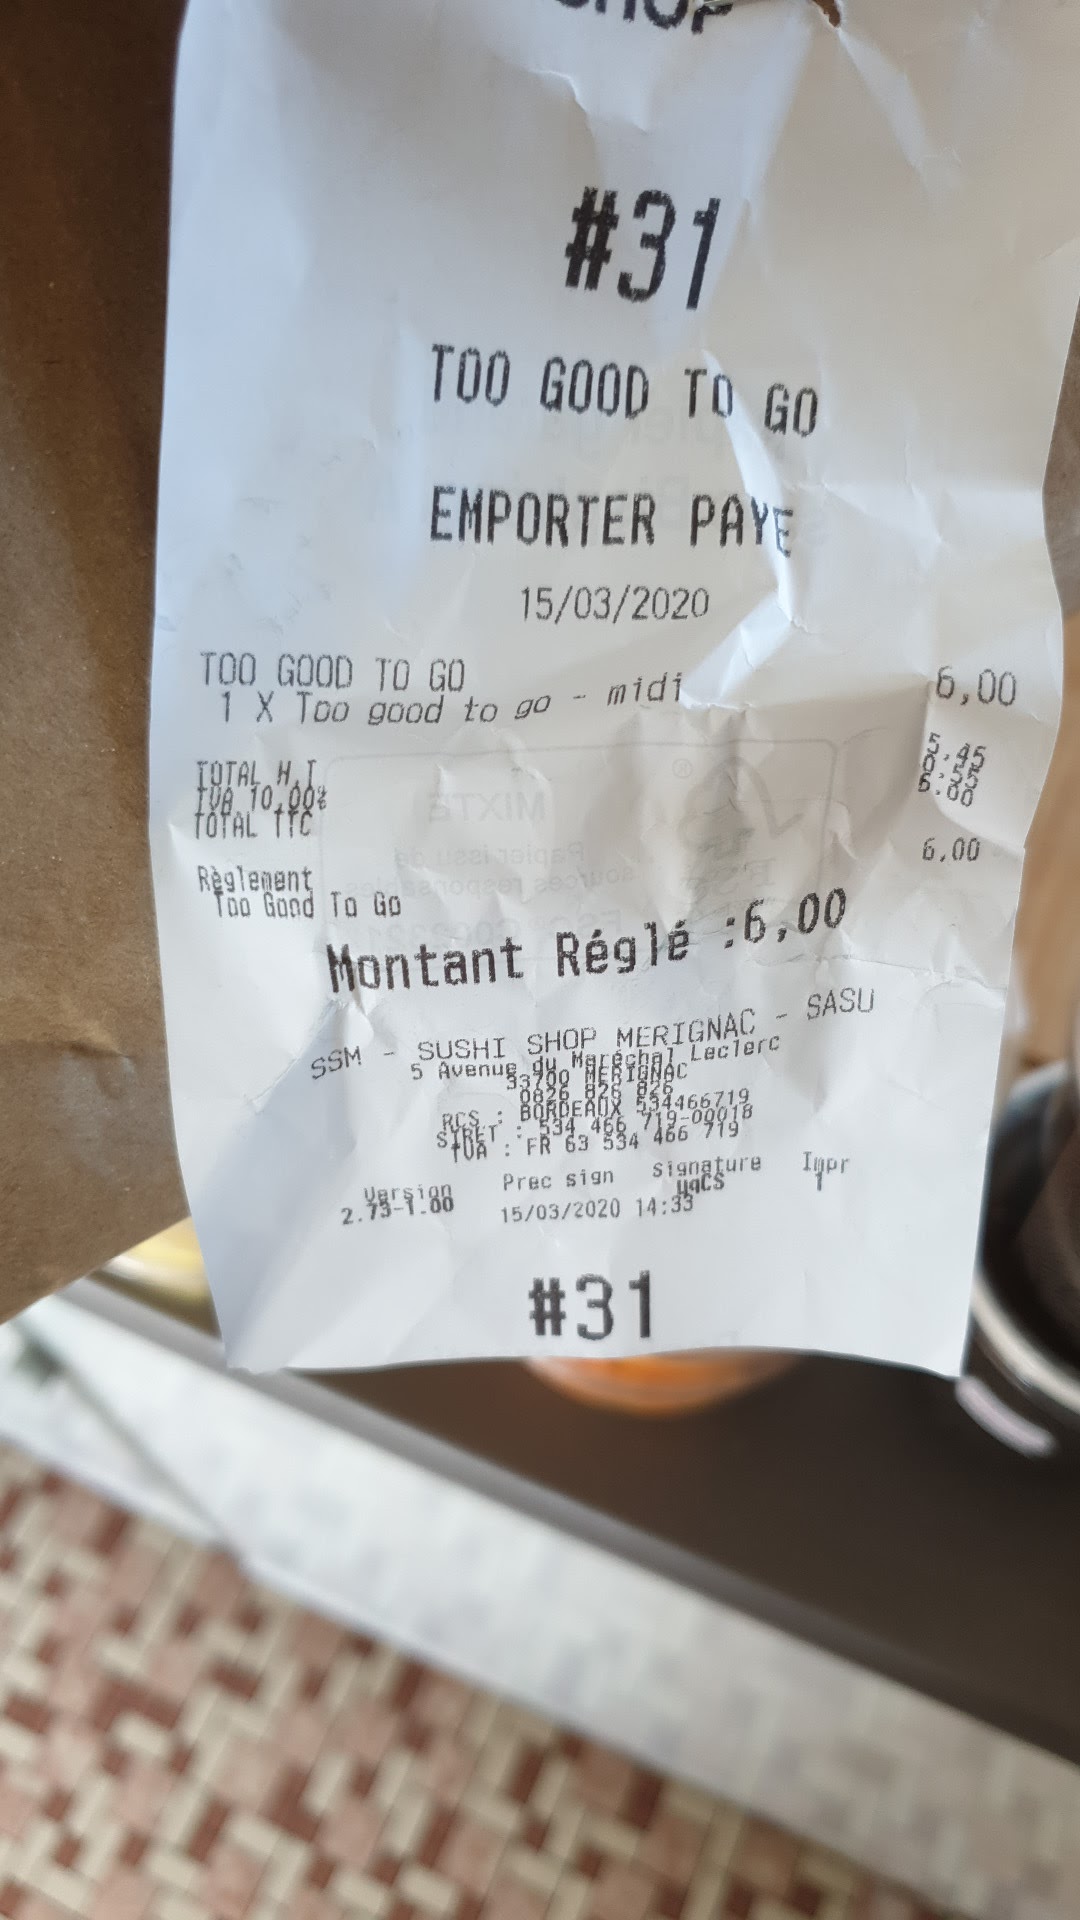 SHOP
#31
TOO GOOD TO GO
EMPORTER PAYE
15/03/2020
TOO GOOD TO GO 6,00
1 X Too good to go - midi
TOTAL H.T 5.45
TVA 10.00% 0.55
TOTAL TTC 6.00
Règlement
Too Good To Go 6,00
Montant Réglé :6,00
SSM - SUSHI SHOP MERIGNAC - SASU
5 Avenue du Maréchal Leclerc
33700 MERIGNAC
0826 826 826
RCS : BORDEAUX 534466719
SIRET : 534 466 719-00018
TVA : FR 63 534 466 719
Version Prec sign Signature Impr
2.73-1.00 15/03/2020 14:33 1
#31